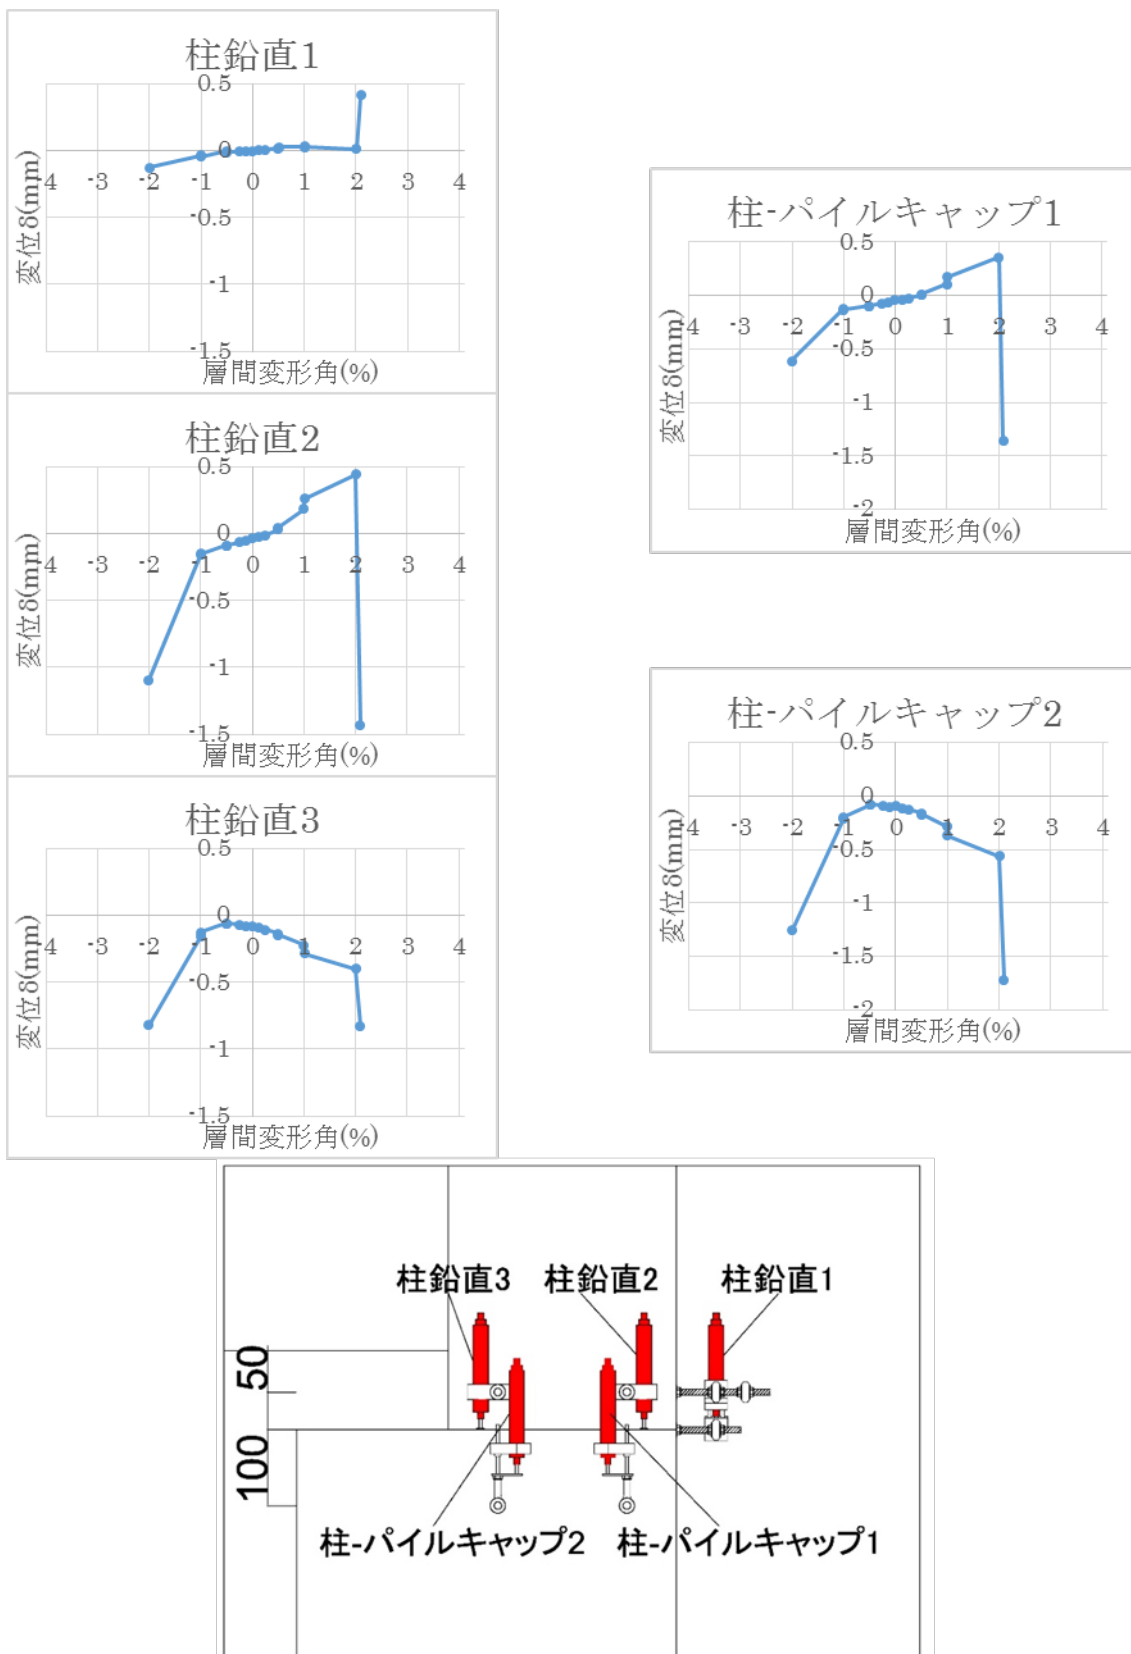 柱鉛直1
0.5
0
-4 -3 -2 -1 0 1 2 3 4
-0.5
-1
-1.5
変位δ(mm)
層間変形角(%)
柱鉛直2
0.5
0
-4 -3 -2 -1 0 1 2 3 4
-0.5
-1
-1.5
変位δ(mm)
層間変形角(%)
柱鉛直3
0.5
0
-4 -3 -2 -1 0 1 2 3 4
-0.5
-1
-1.5
変位δ(mm)
層間変形角(%)
柱-パイルキャップ1
0.5
0
-4 -3 -2 -1 0 1 2 3 4
-0.5
-1
-1.5
-2
変位δ(mm)
層間変形角(%)
柱-パイルキャップ2
0.5
0
-4 -3 -2 -1 0 1 2 3 4
-0.5
-1
-1.5
-2
変位δ(mm)
層間変形角(%)
柱鉛直3 柱鉛直2 柱鉛直1
50
100
柱-パイルキャップ2 柱-パイルキャップ1